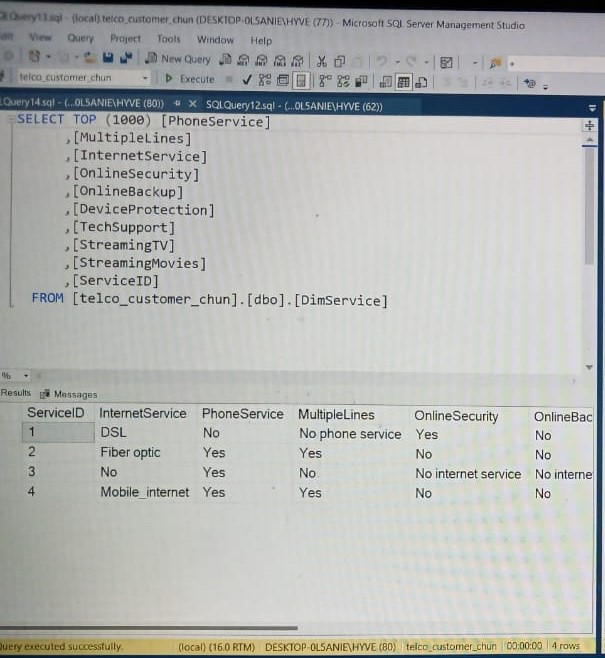 SQLQuery13.sql - (local).telco_customer_chun (DESKTOP-0L5ANIE\HYVE (77)) - Microsoft SQL Server Management Studio
View Query Project Tools Window Help
New Query
telco_customer_chun Execute
Query14.sql - (...0L5ANIE\HYVE (80)) SQLQuery12.sql - (...0L5ANIE\HYVE (62))
SELECT TOP (1000) [PhoneService]
,[MultipleLines]
,[InternetService]
,[OnlineSecurity]
,[OnlineBackup]
,[DeviceProtection]
,[TechSupport]
,[StreamingTV]
,[StreamingMovies]
,[ServiceID]
FROM [telco_customer_chun].[dbo].[DimService]
%
Results Messages
ServiceID InternetService PhoneService MultipleLines OnlineSecurity OnlineBac
1 DSL No No phone service Yes No
2 Fiber optic Yes Yes No No
3 No Yes No No internet service No interne
4 Mobile_internet Yes Yes No No
Query executed successfully. (local) (16.0 RTM) DESKTOP-0L5ANIE\HYVE (80) telco_customer_chun 00:00:00 4 rows